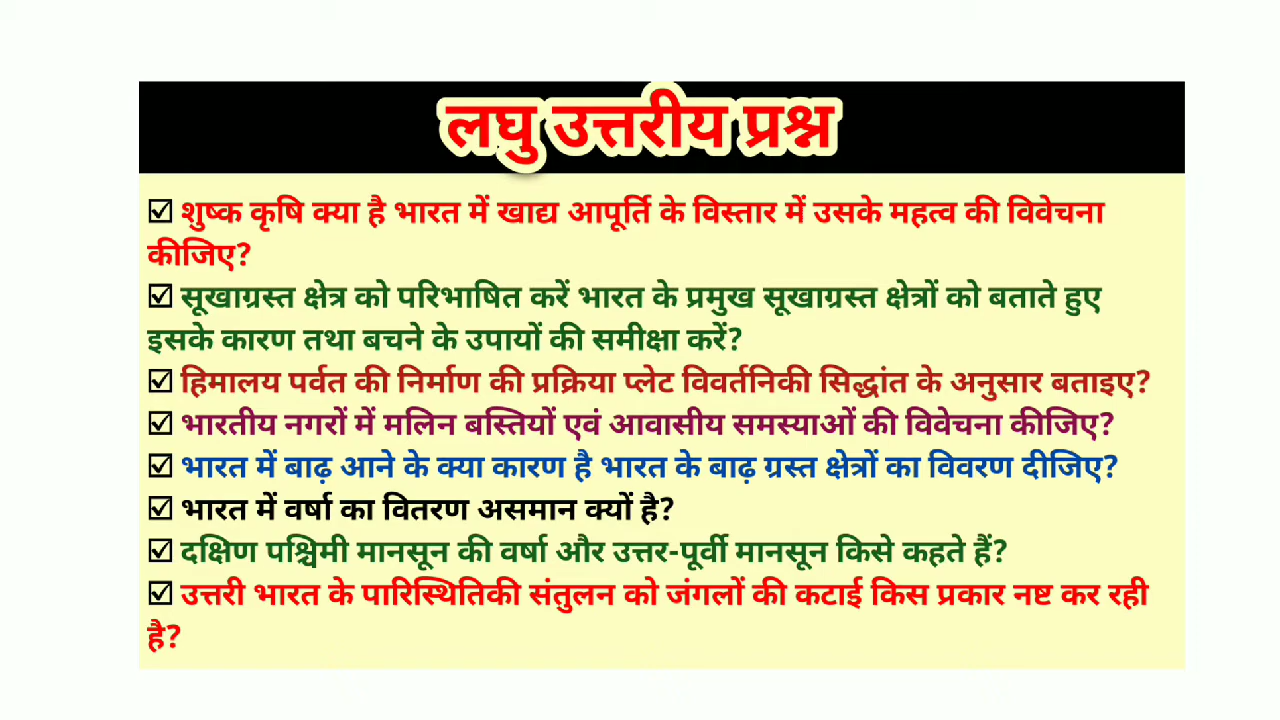 लघु उत्तरीय प्रश्न
☑ शुष्क कृषि क्या है भारत में खाद्य आपूर्ति के विस्तार में उसके महत्व की विवेचना
कीजिए?
☑ सूखाग्रस्त क्षेत्र को परिभाषित करें भारत के प्रमुख सूखाग्रस्त क्षेत्रों को बताते हुए
इसके कारण तथा बचने के उपायों की समीक्षा करें?
☑ हिमालय पर्वत की निर्माण की प्रक्रिया प्लेट विवर्तनिकी सिद्धांत के अनुसार बताइए?
☑ भारतीय नगरों में मलिन बस्तियों एवं आवासीय समस्याओं की विवेचना कीजिए?
☑ भारत में बाढ़ आने के क्या कारण है भारत के बाढ़ ग्रस्त क्षेत्रों का विवरण दीजिए?
☑ भारत में वर्षा का वितरण असमान क्यों है?
☑ दक्षिण पश्चिमी मानसून की वर्षा और उत्तर-पूर्वी मानसून किसे कहते हैं?
☑ उत्तरी भारत के पारिस्थितिकी संतुलन को जंगलों की कटाई किस प्रकार नष्ट कर रही
है?